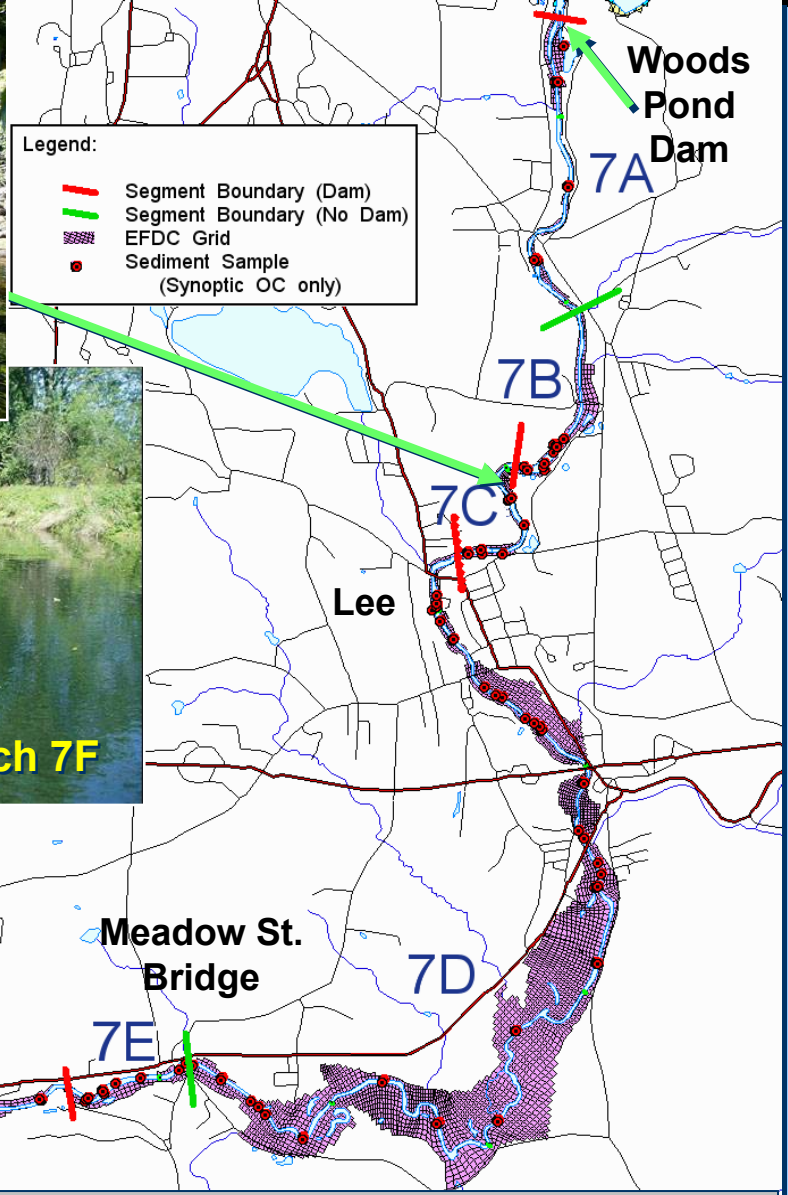 Woods
Pond
Dam
Legend:
Segment Boundary (Dam)
Segment Boundary (No Dam)
EFDC Grid
Sediment Sample
(Synoptic OC only)
7A
7B
7C
Lee
ch 7F
Meadow St.
Bridge
7D
7E